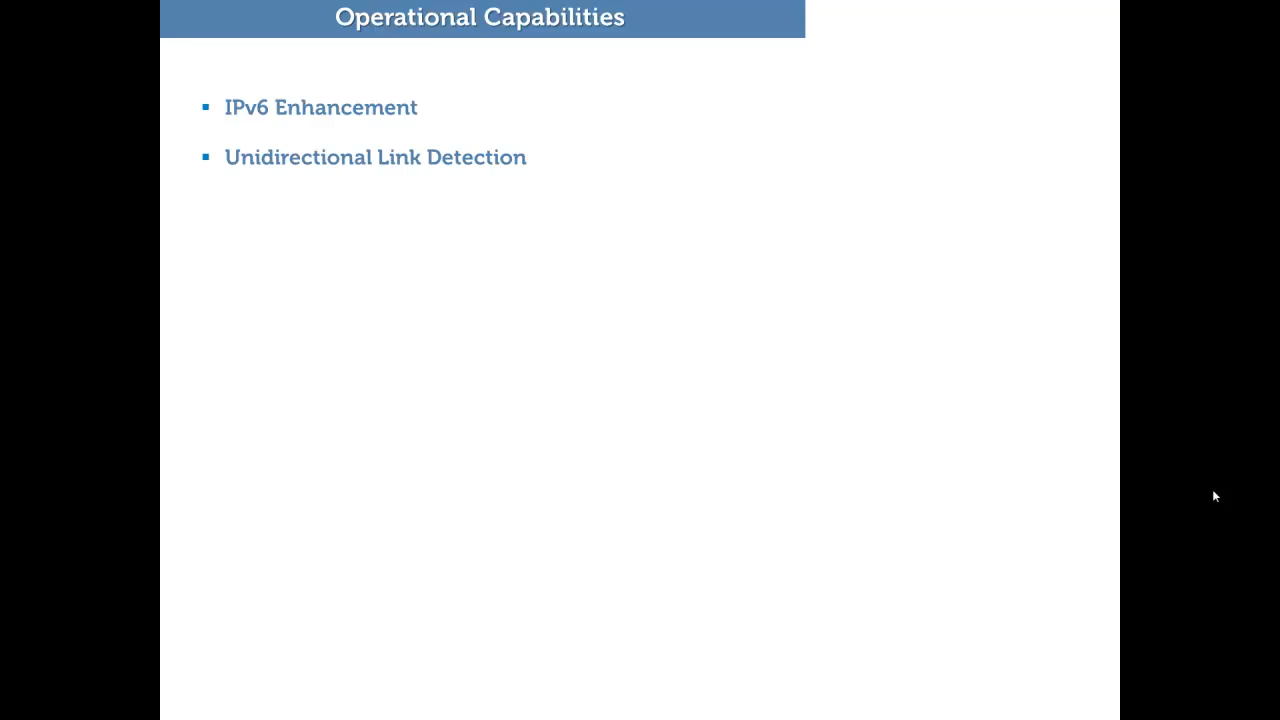 Operational Capabilities
▪ IPv6 Enhancement
▪ Unidirectional Link Detection